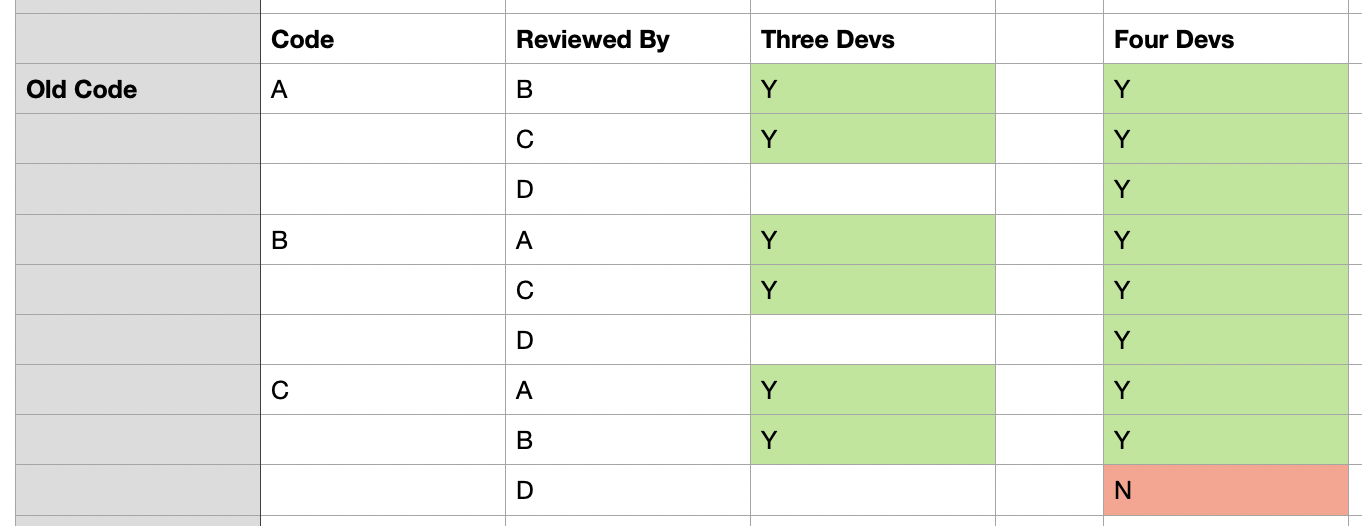 Code Reviewed By Three Devs Four Devs
Old Code A B Y Y
C Y Y
D Y
B A Y Y
C Y Y
D Y
C A Y Y
B Y Y
D N